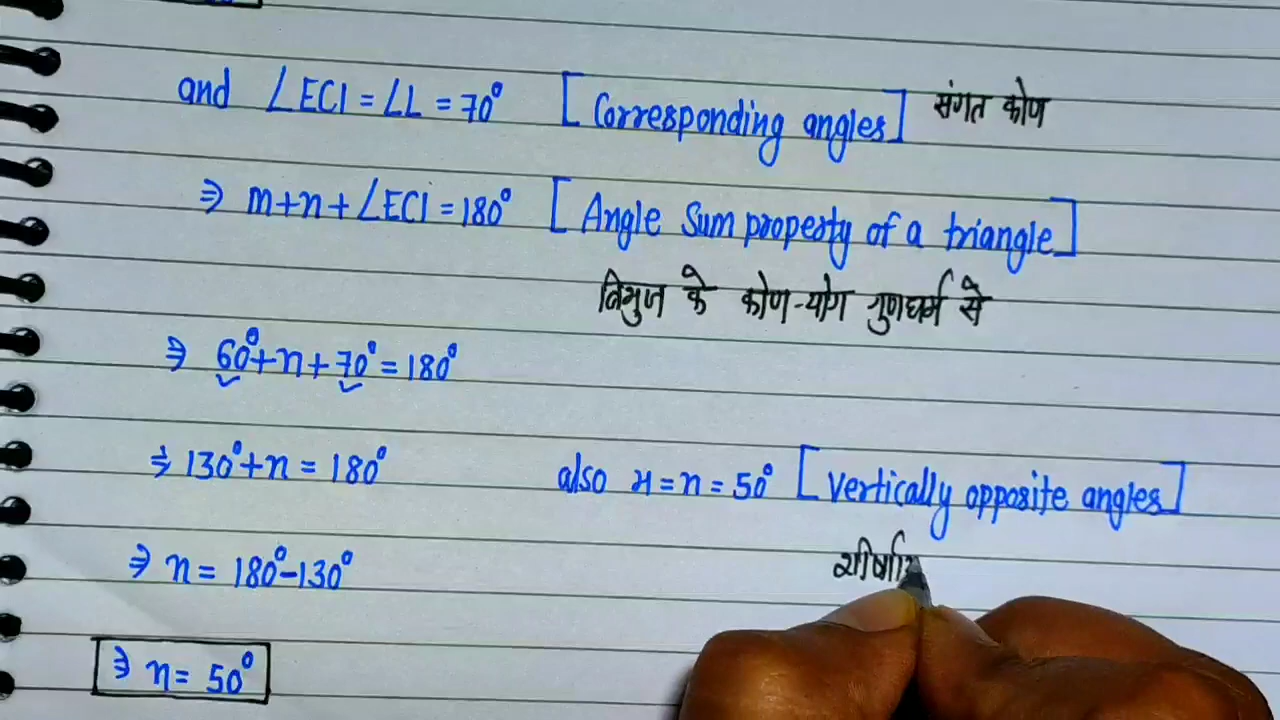 and ∠ECI = ∠L = 70° [Corresponding angles] संगत कोण
⇒ m+n+∠ECI = 180° [Angle Sum property of a triangle]
त्रिभुज के कोण-योग गुणधर्म से
⇒ 60°+n+70° = 180°
⇒ 130°+n = 180° also x = n = 50° [Vertically opposite angles]
⇒ n = 180°-130°
⇒ n = 50°